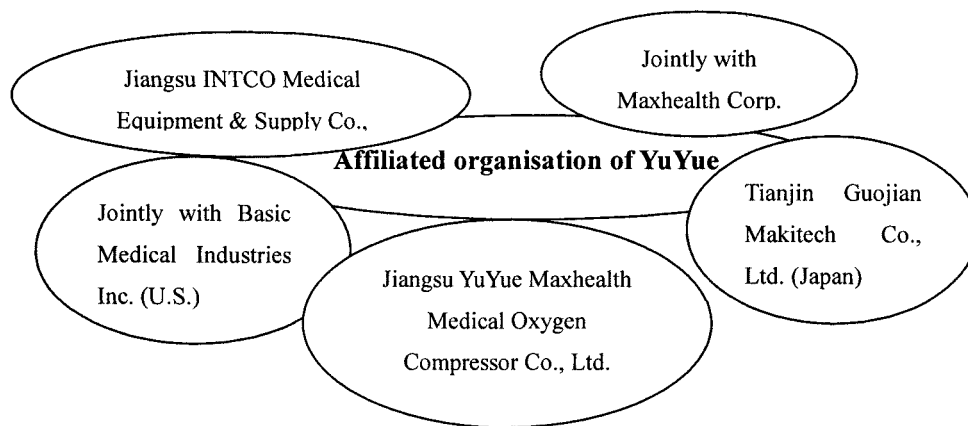 Jiangsu INTCO Medical
Equipment & Supply Co.,
Jointly with
Maxhealth Corp.
Affiliated organisation of YuYue
Jointly with Basic
Medical Industries
Inc. (U.S.)
Tianjin Guojian
Makitech Co.,
Ltd. (Japan)
Jiangsu YuYue Maxhealth
Medical Oxygen
Compressor Co., Ltd.